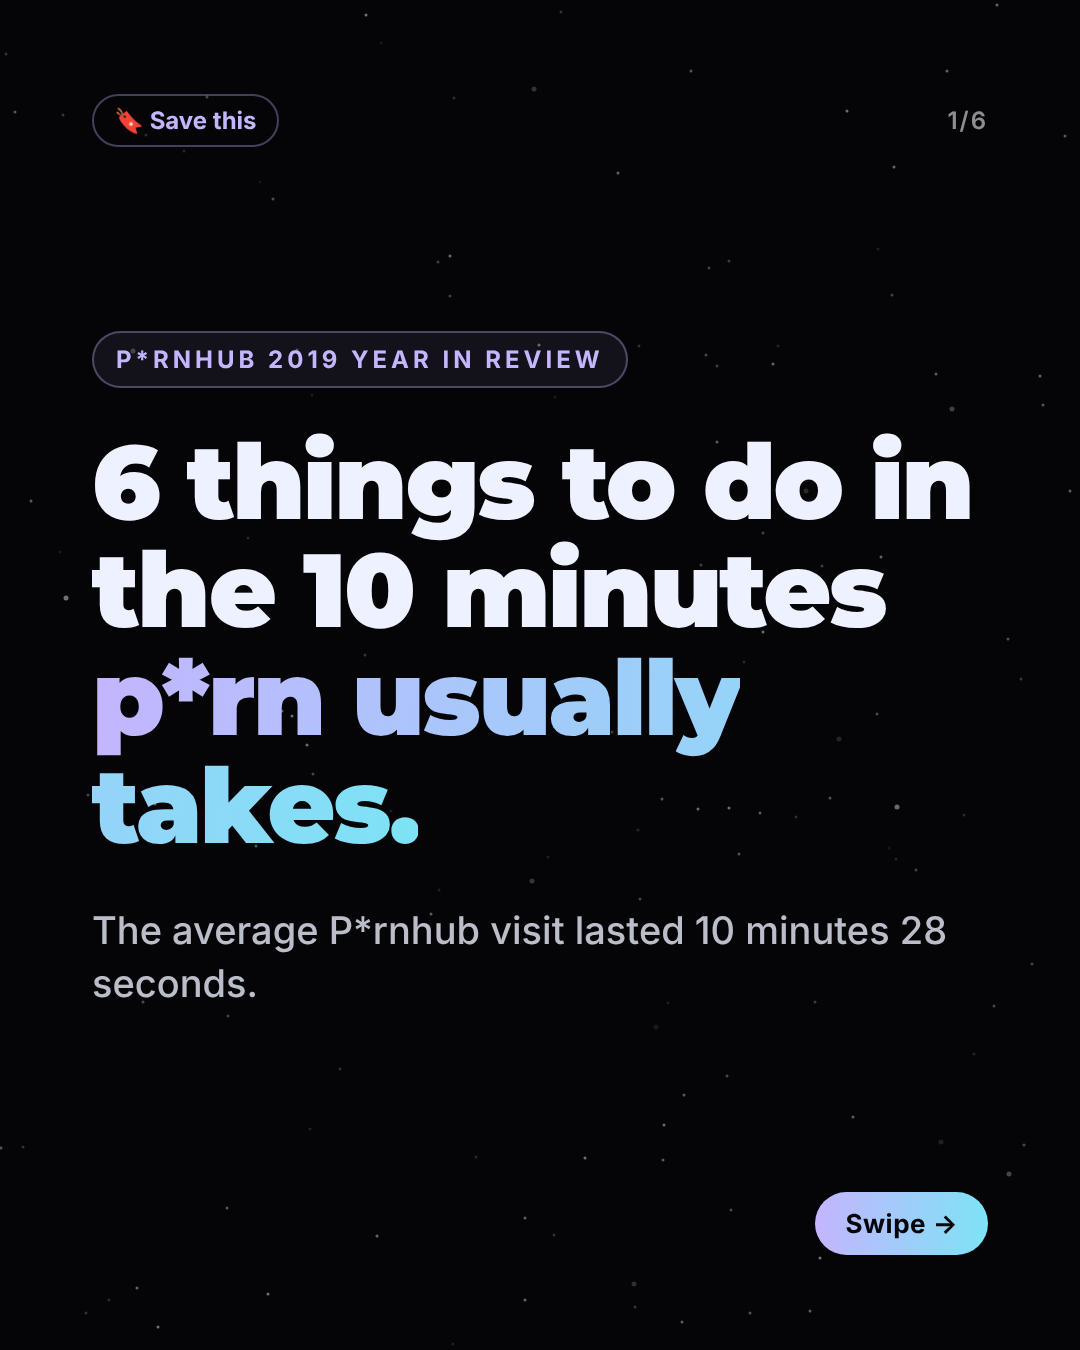 🔖 Save this
1/6
P*RNHUB 2019 YEAR IN REVIEW
6 things to do in
the 10 minutes
p*rn usually
takes.
The average P*rnhub visit lasted 10 minutes 28
seconds.
Swipe →